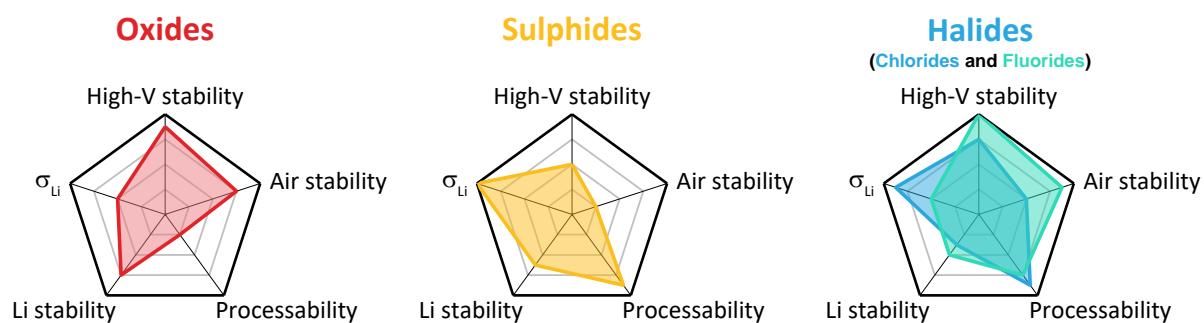 Oxides
High-V stability
σLi
Air stability
Li stability
Processability
Sulphides
High-V stability
σLi
Air stability
Li stability
Processability
Halides
(Chlorides and Fluorides)
High-V stability
σLi
Air stability
Li stability
Processability